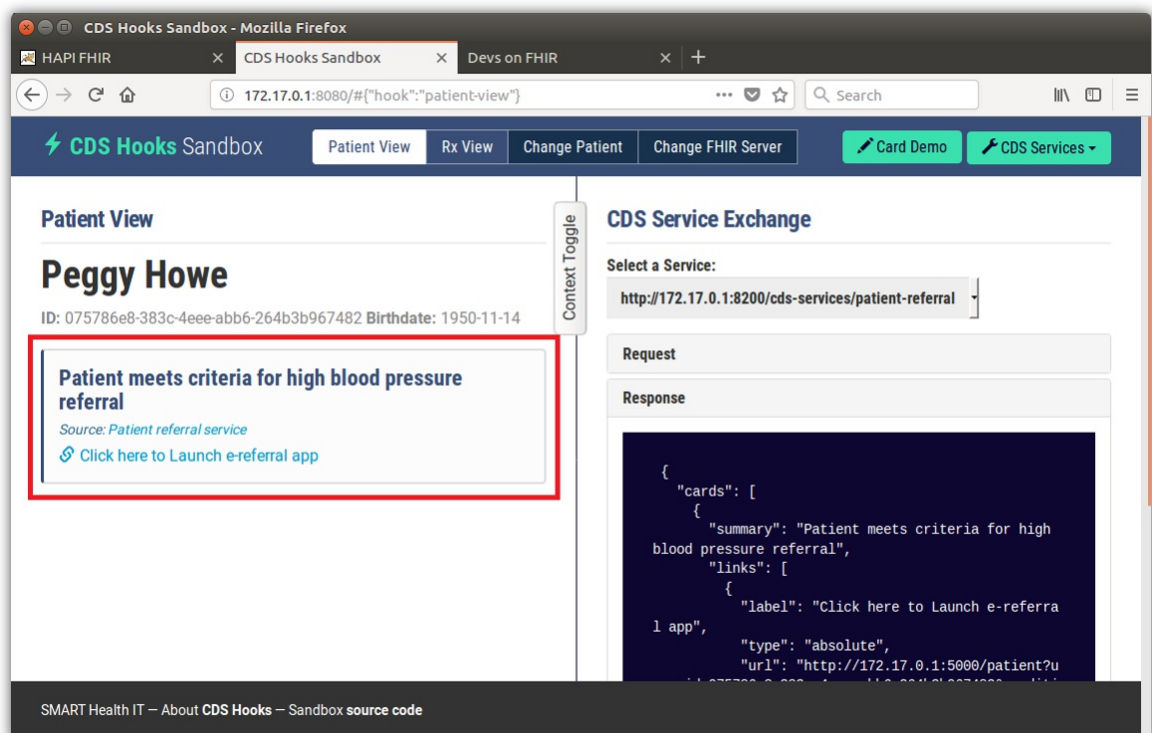 CDS Hooks Sandbox - Mozilla Firefox
HAPI FHIR
CDS Hooks Sandbox
Devs on FHIR
172.17.0.1:8080/#{"hook":"patient-view"}
Search
CDS Hooks Sandbox
Patient View
Rx View
Change Patient
Change FHIR Server
Card Demo
CDS Services
Patient View
Peggy Howe
ID: 075786e8-383c-4eee-abb6-264b3b967482 Birthdate: 1950-11-14
Patient meets criteria for high blood pressure
referral
Source: Patient referral service
Click here to Launch e-referral app
Context Toggle
CDS Service Exchange
Select a Service:
http://172.17.0.1:8200/cds-services/patient-referral
Request
Response
{
"cards": [
{
"summary": "Patient meets criteria for high
blood pressure referral",
"links": [
{
"label": "Click here to Launch e-referra
l app",
"type": "absolute",
"url": "http://172.17.0.1:5000/patient?u
SMART Health IT — About CDS Hooks — Sandbox source code